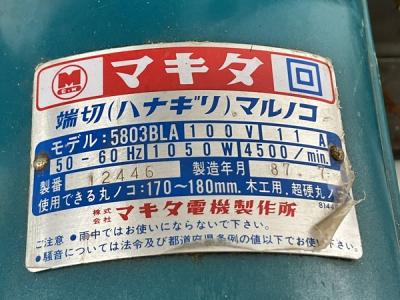 マキタ
端切(ハナギリ)マルノコ
モデル:5803BLA 100V 11A
50-60Hz 1050W 4500/min.
製番 12446 製造年月 87.7
使用できる丸ノコ:170〜180mm. 木工用, 超硬丸ノ
株式会社 マキタ電機製作所
ご注意 ●雨中ではお使いにならないで下さい。
●騒音については法令及び都道府県条例の値以下でお使い下